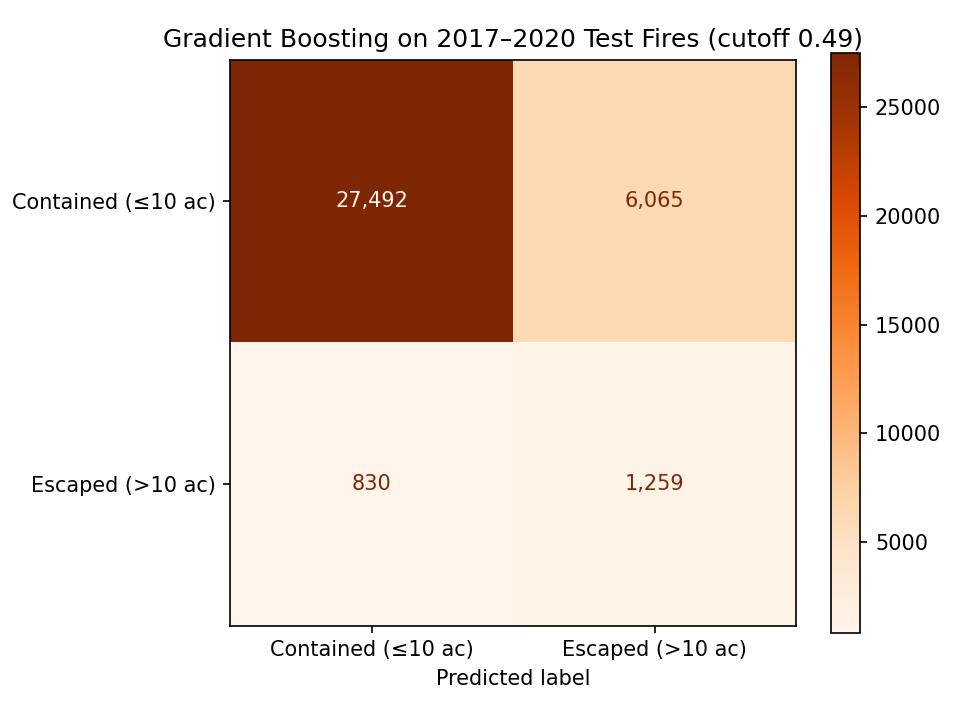 Gradient Boosting on 2017–2020 Test Fires (cutoff 0.49)
Contained (≤10 ac)
27,492
6,065
Escaped (>10 ac)
830
1,259
Contained (≤10 ac)
Escaped (>10 ac)
Predicted label
25000
20000
15000
10000
5000